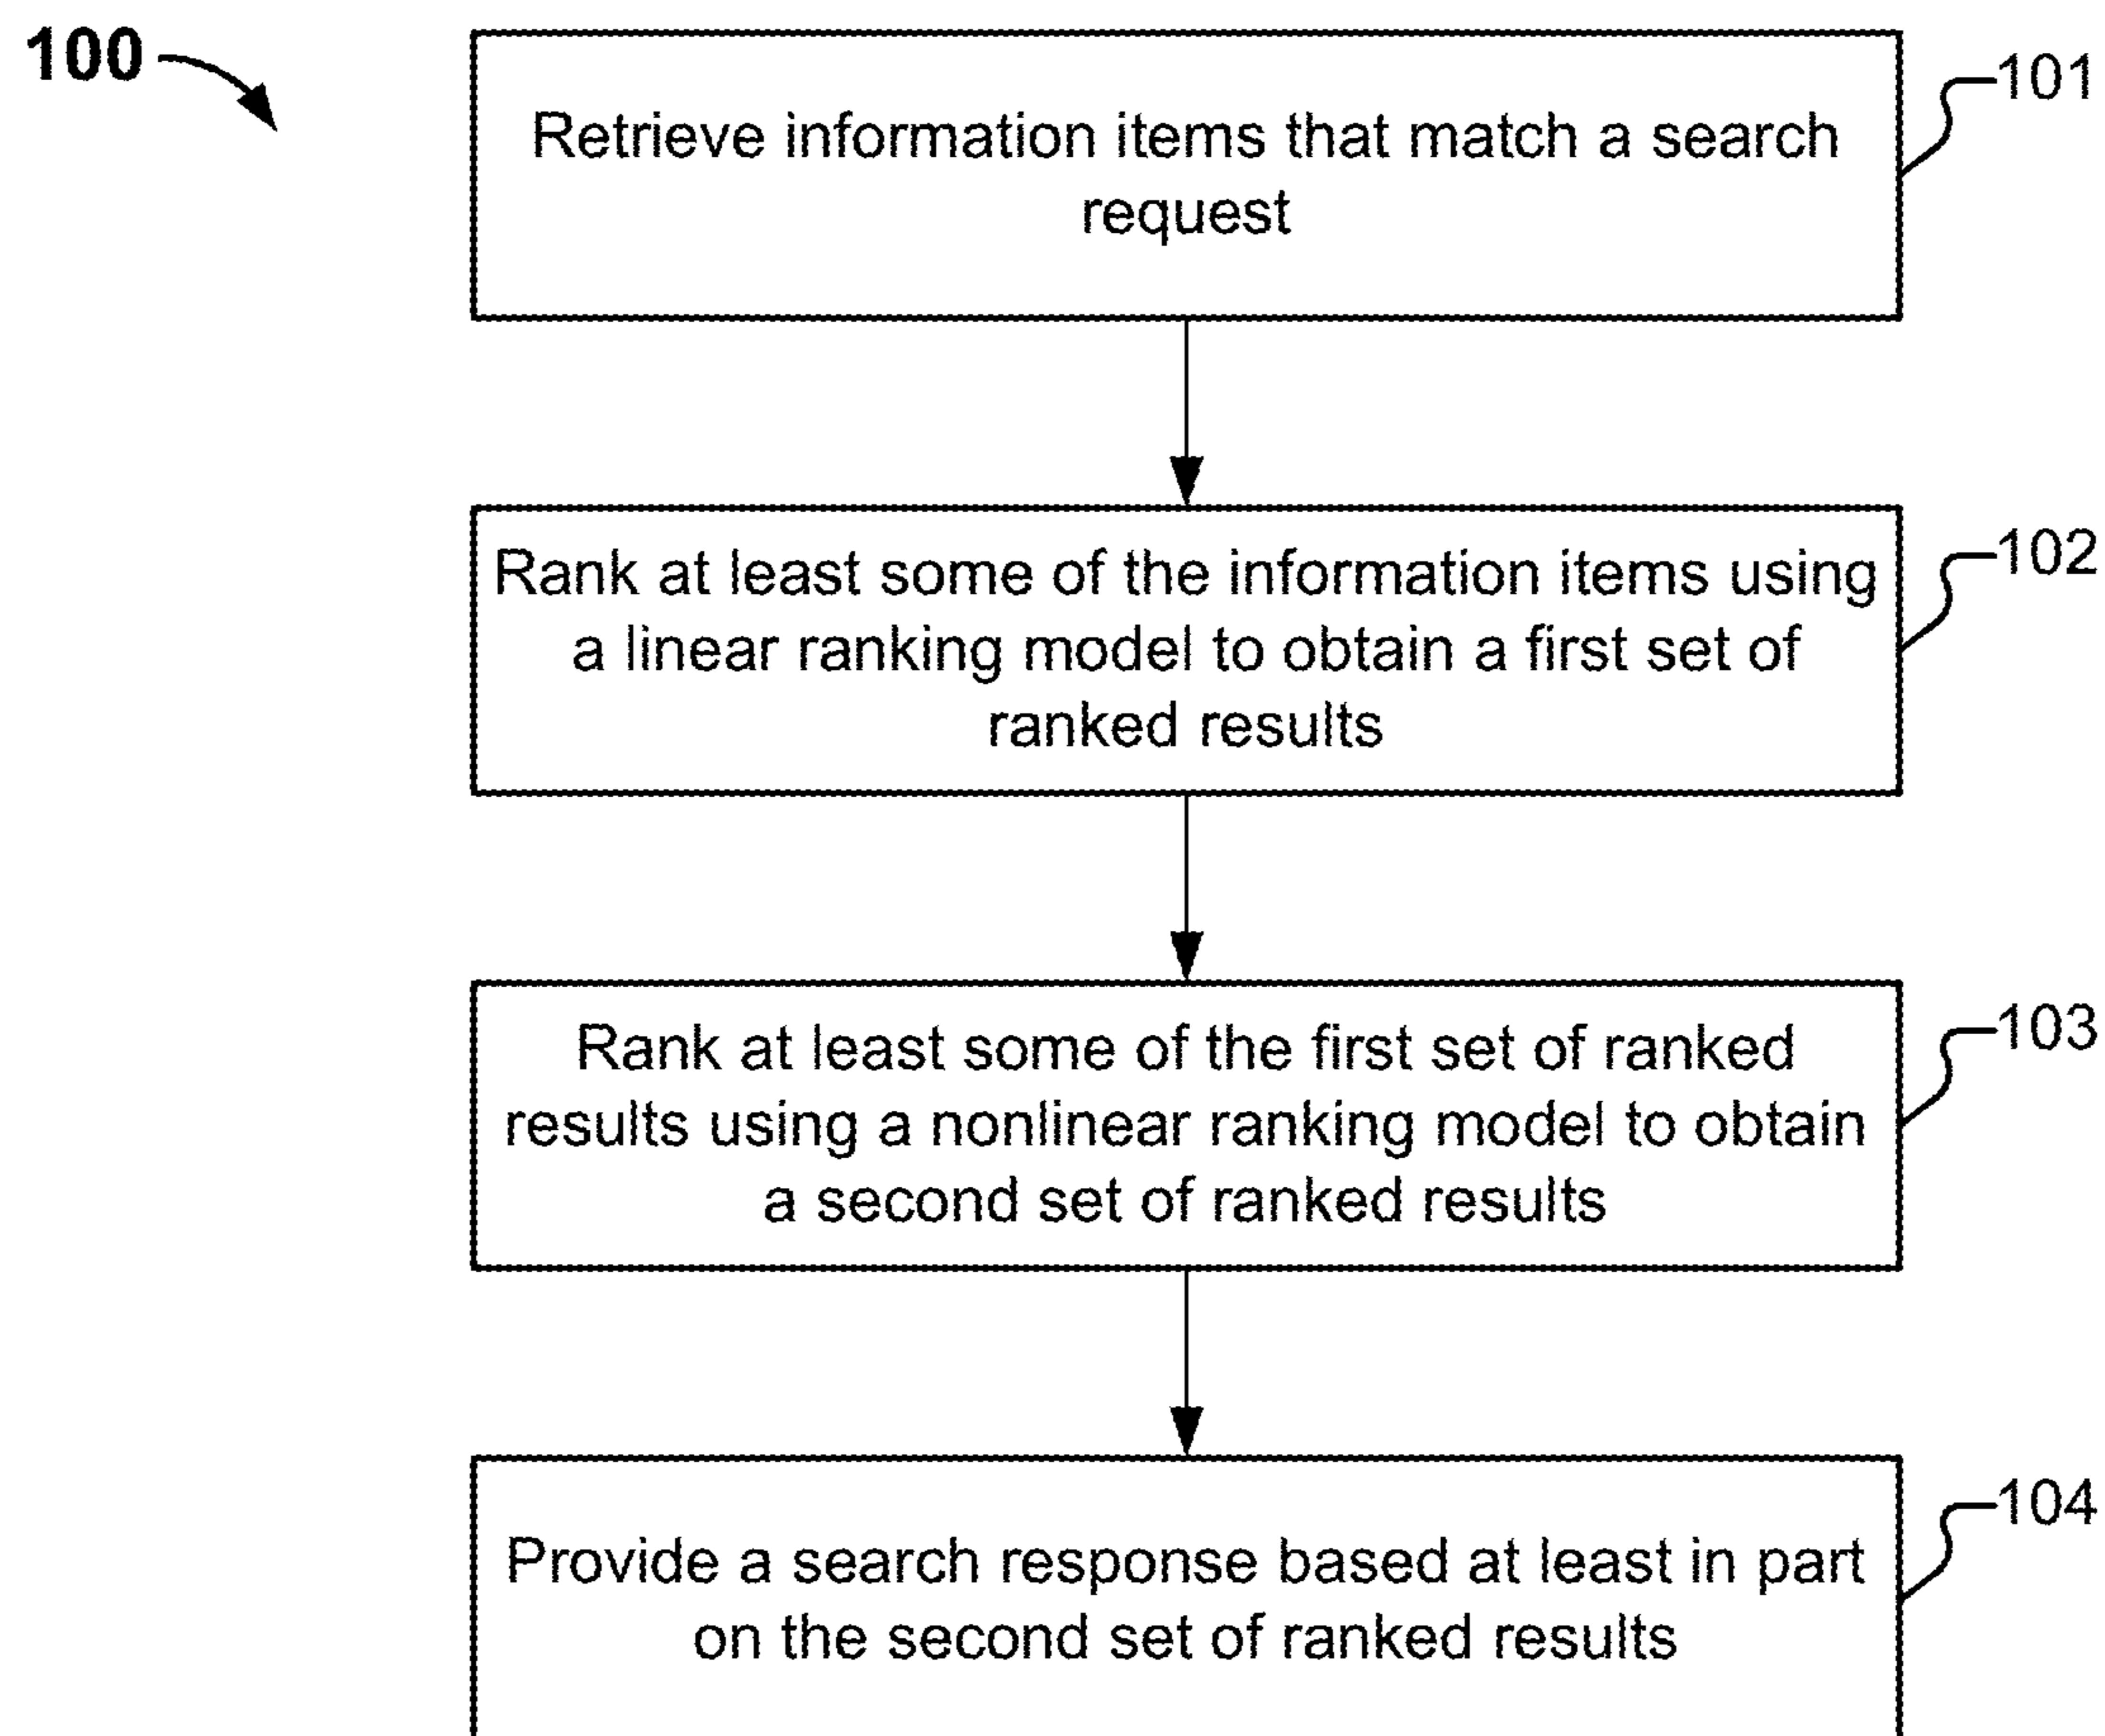 100
101
Retrieve information items that match a search
request
102
Rank at least some of the information items using
a linear ranking model to obtain a first set of
ranked results
103
Rank at least some of the first set of ranked
results using a nonlinear ranking model to obtain
a second set of ranked results
104
Provide a search response based at least in part
on the second set of ranked results